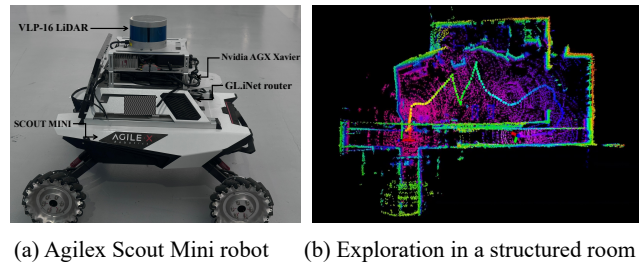 VLP-16 LiDAR
Nvidia AGX Xavier
GL.iNet router
SCOUT MINI
AGILE X
(a) Agilex Scout Mini robot
(b) Exploration in a structured room